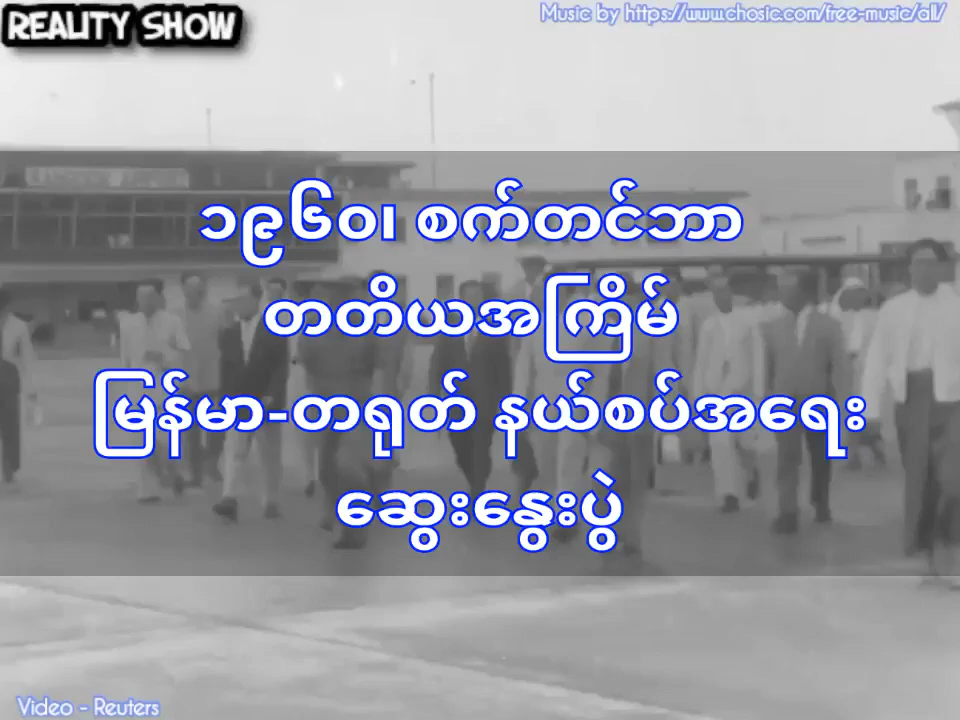 REALITY SHOW
Music by https://www.chosic.com/free-music/all/
၁၉၆၀၊ စက်တင်ဘာ
တတိယအကြိမ်
မြန်မာ-တရုတ် နယ်စပ်အရေး
ဆွေးနွေးပွဲ
Video - Reuters